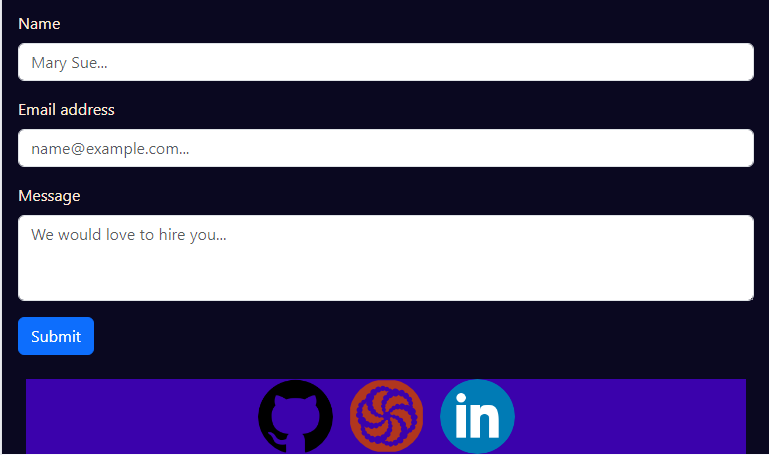 Name
Mary Sue...
Email address
name@example.com...
Message
We would love to hire you...
Submit
in